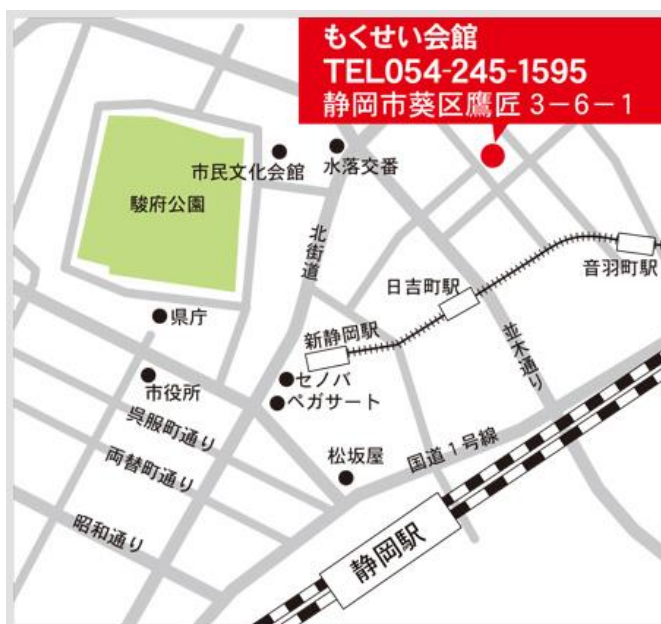 もくせい会館
TEL054-245-1595
静岡市葵区鷹匠3-6-1
市民文化会館
水落交番
駿府公園
北街道
音羽町駅
日吉町駅
県庁
新静岡駅
並木通り
セノバ
市役所
ペガサート
呉服町通り
国道1号線
松坂屋
両替町通り
昭和通り
静岡駅